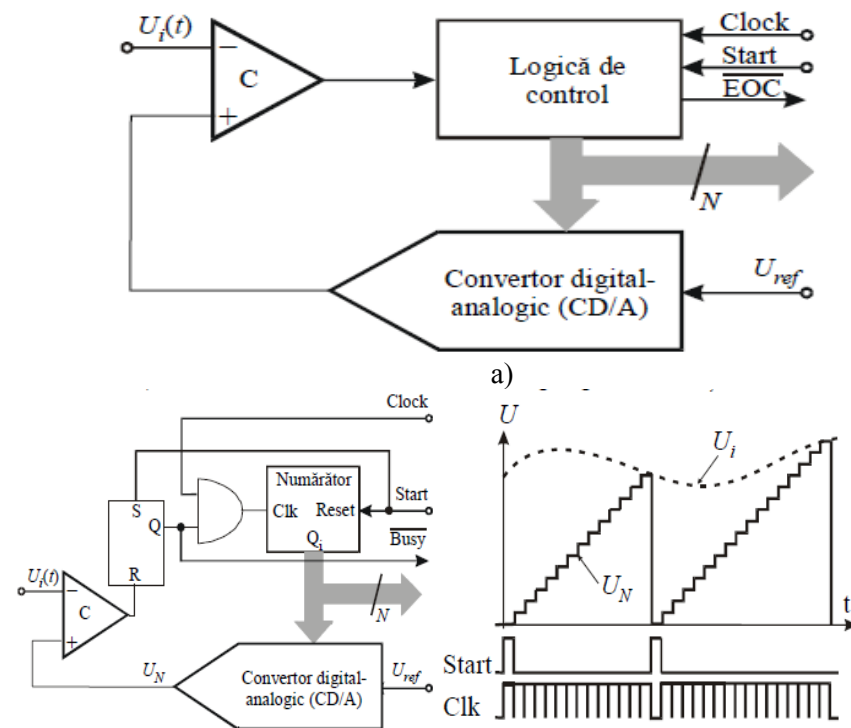 Uᵢ(t)
−
C
+
Logică de
control
Clock
Start
EOC
N
Convertor digital-
analogic (CD/A)
U_ref
a)
Clock
S
Q
R
Numărător
Clk Reset
Qᵢ
Start
Busy
Uᵢ(t)
−
C
+
N
U_N
Convertor digital-
analogic (CD/A)
U_ref
U
Uᵢ
U_N
t
Start
Clk